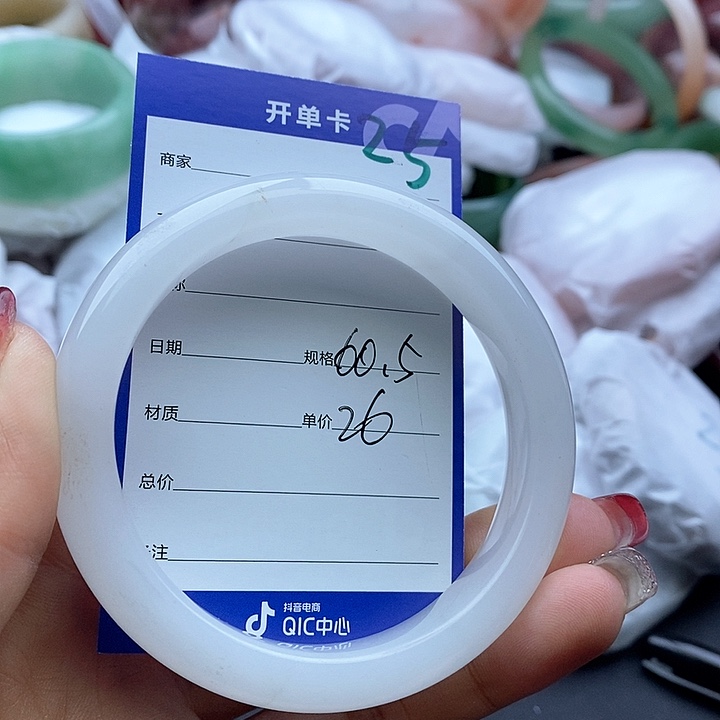 开单卡
25
商家
日期 规格 60.5
材质 单价 26
总价
注
抖音电商
QIC中心